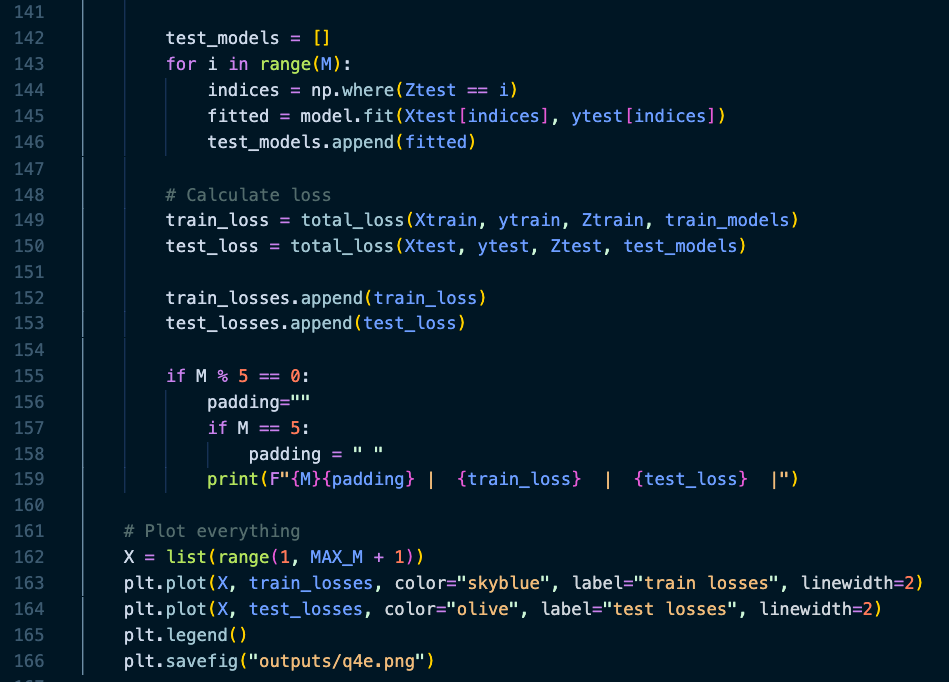 141
142 test_models = []
143 for i in range(M):
144 indices = np.where(Ztest == i)
145 fitted = model.fit(Xtest[indices], ytest[indices])
146 test_models.append(fitted)
147
148 # Calculate loss
149 train_loss = total_loss(Xtrain, ytrain, Ztrain, train_models)
150 test_loss = total_loss(Xtest, ytest, Ztest, test_models)
151
152 train_losses.append(train_loss)
153 test_losses.append(test_loss)
154
155 if M % 5 == 0:
156 padding=""
157 if M == 5:
158 padding = " "
159 print(F"{M}{padding} |  {train_loss}  |  {test_loss}  |")
160
161 # Plot everything
162 X = list(range(1, MAX_M + 1))
163 plt.plot(X, train_losses, color="skyblue", label="train losses", linewidth=2)
164 plt.plot(X, test_losses, color="olive", label="test losses", linewidth=2)
165 plt.legend()
166 plt.savefig("outputs/q4e.png")